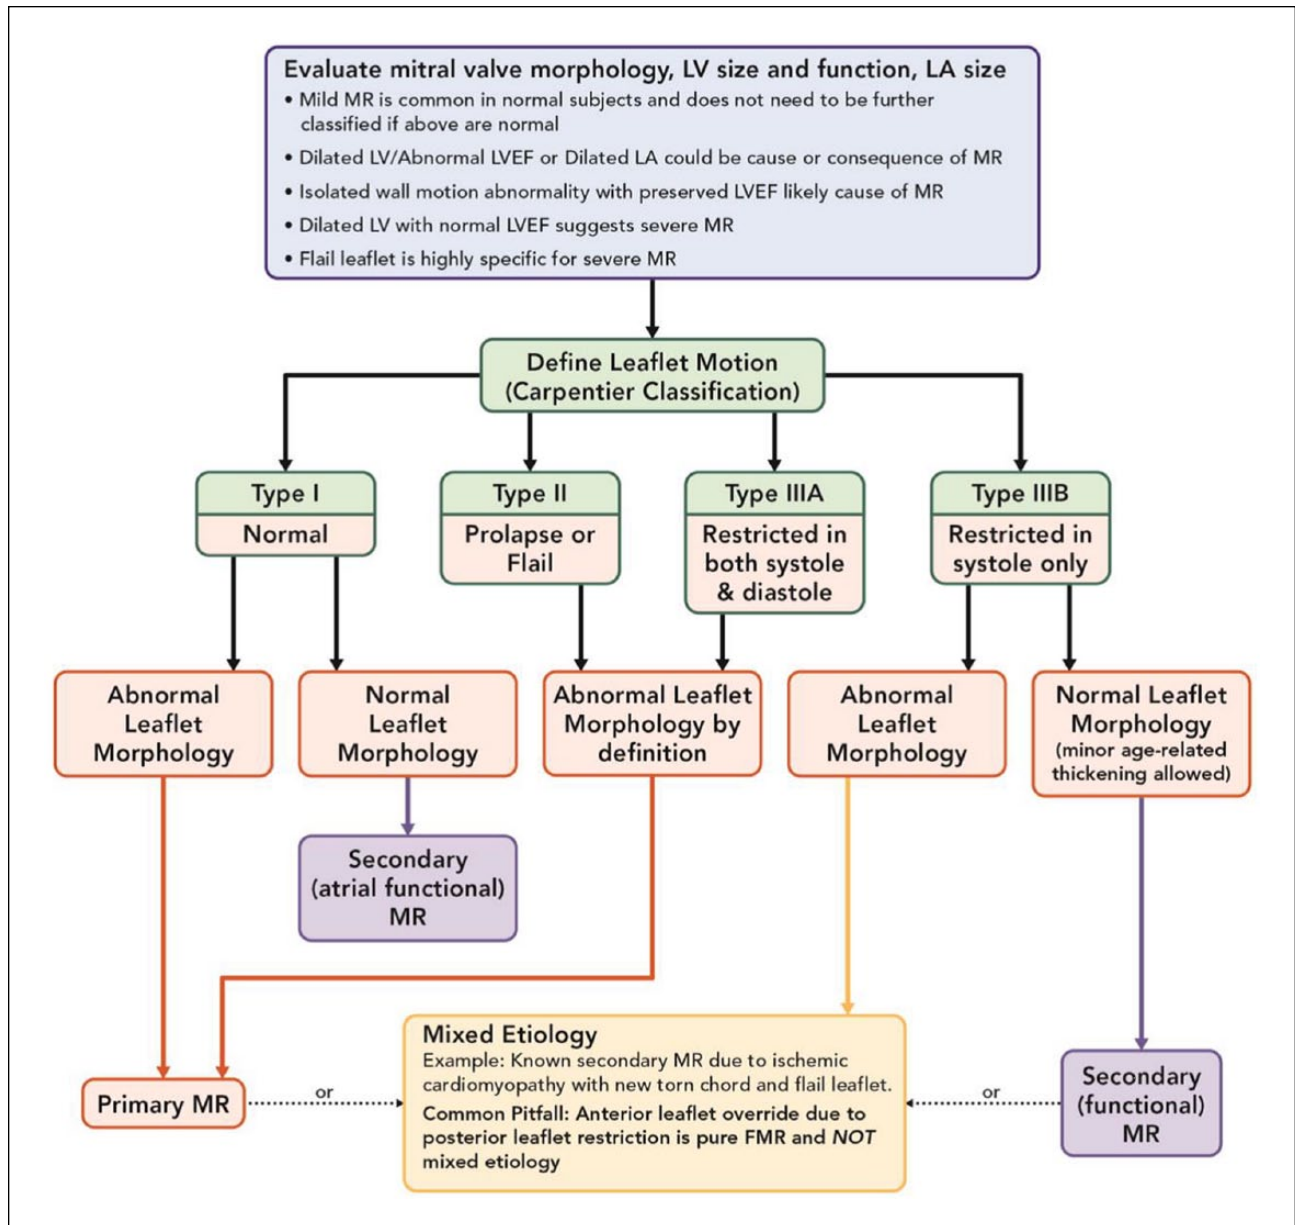 Evaluate mitral valve morphology, LV size and function, LA size
• Mild MR is common in normal subjects and does not need to be further
classified if above are normal
• Dilated LV/Abnormal LVEF or Dilated LA could be cause or consequence of MR
• Isolated wall motion abnormality with preserved LVEF likely cause of MR
• Dilated LV with normal LVEF suggests severe MR
• Flail leaflet is highly specific for severe MR
Define Leaflet Motion
(Carpentier Classification)
Type I
Normal
Type II
Prolapse or
Flail
Type IIIA
Restricted in
both systole
& diastole
Type IIIB
Restricted in
systole only
Abnormal
Leaflet
Morphology
Normal
Leaflet
Morphology
Abnormal Leaflet
Morphology by
definition
Abnormal
Leaflet
Morphology
Normal Leaflet
Morphology
(minor age-related
thickening allowed)
Secondary
(atrial functional)
MR
Primary MR
or
Mixed Etiology
Example: Known secondary MR due to ischemic
cardiomyopathy with new torn chord and flail leaflet.
Common Pitfall: Anterior leaflet override due to
posterior leaflet restriction is pure FMR and NOT
mixed etiology
or
Secondary
(functional)
MR